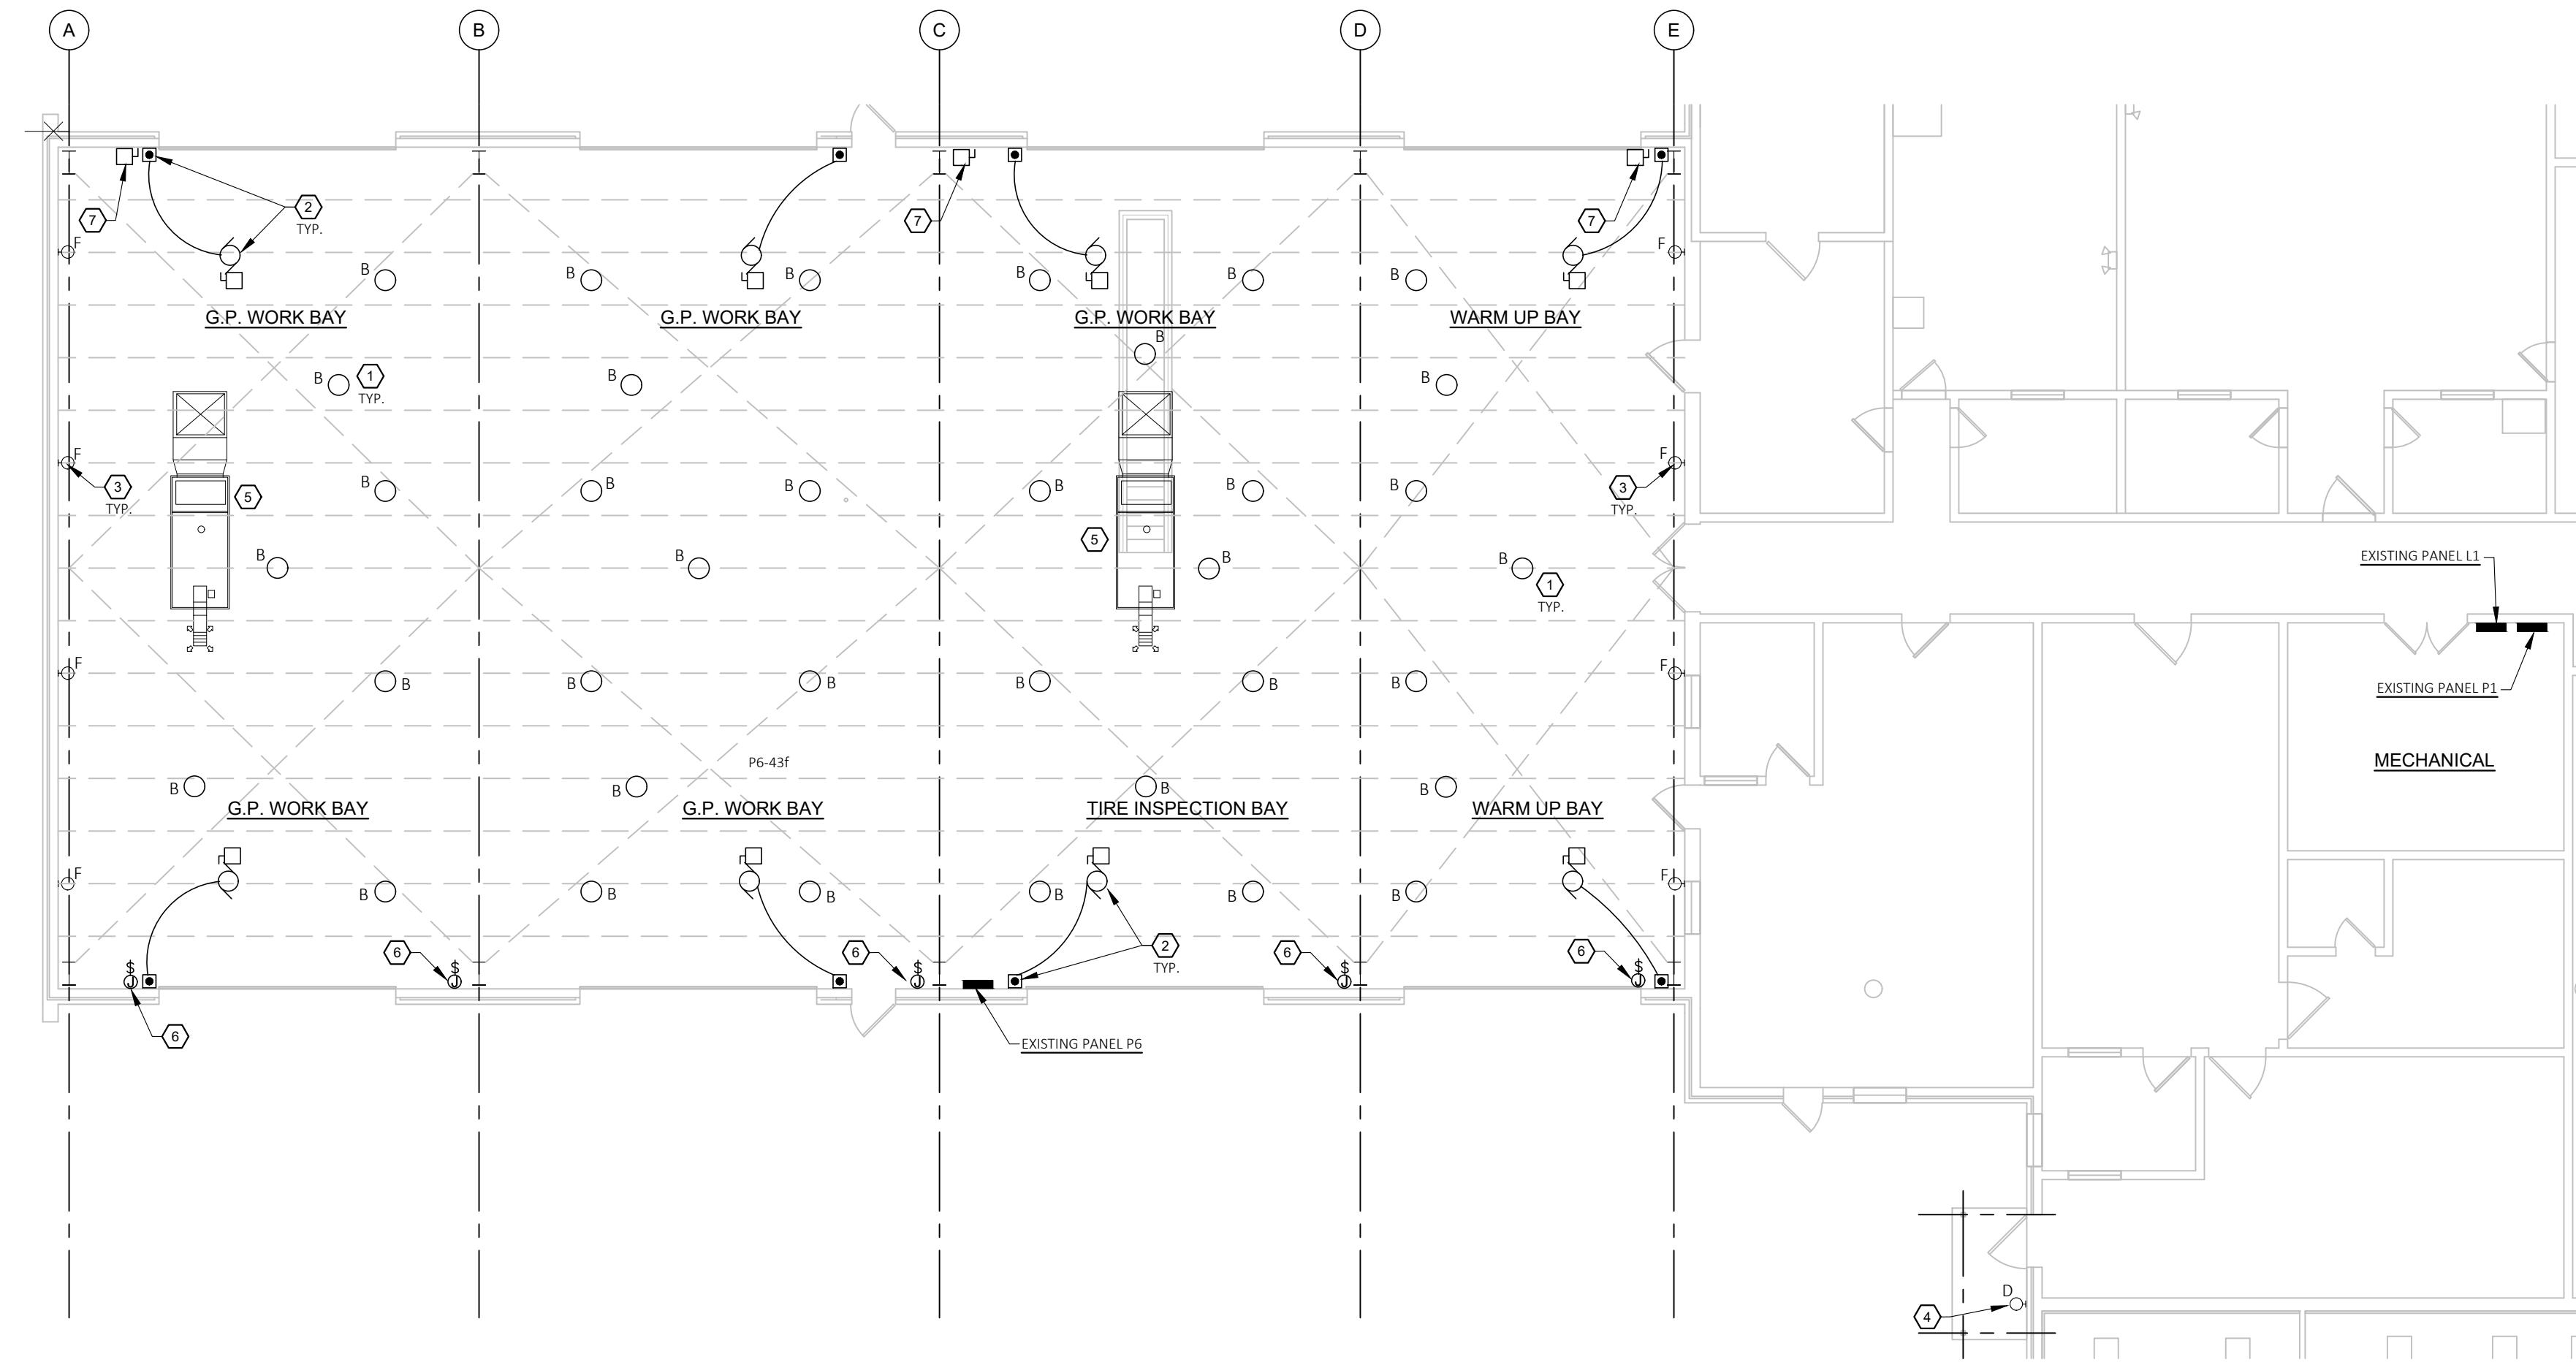 A B C D E
7 2 7 7
TYP.
F F
B B B B B B
G.P. WORK BAY G.P. WORK BAY G.P. WORK BAY WARM UP BAY
B
B 1 B B
TYP.
F F
B B B B B B
3 5 3
TYP. TYP.
5
B B B B
EXISTING PANEL L1
1
TYP.
F F
B B B B B B
EXISTING PANEL P1
P6-43f
MECHANICAL
B B B B
G.P. WORK BAY G.P. WORK BAY TIRE INSPECTION BAY WARM UP BAY
F F
B B B B B B
6 6 2 6 6
TYP.
$ $ $ $ $
J J J J J
6
EXISTING PANEL P6
D
4